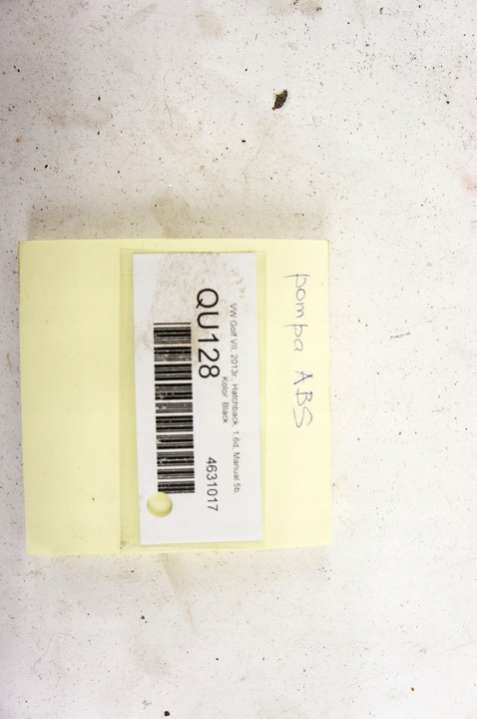 pompa ABS
VW Golf VII, 2013r., Hatchback, 1.6d, Manual 5b.
Kolor: Black
QU128
4631017